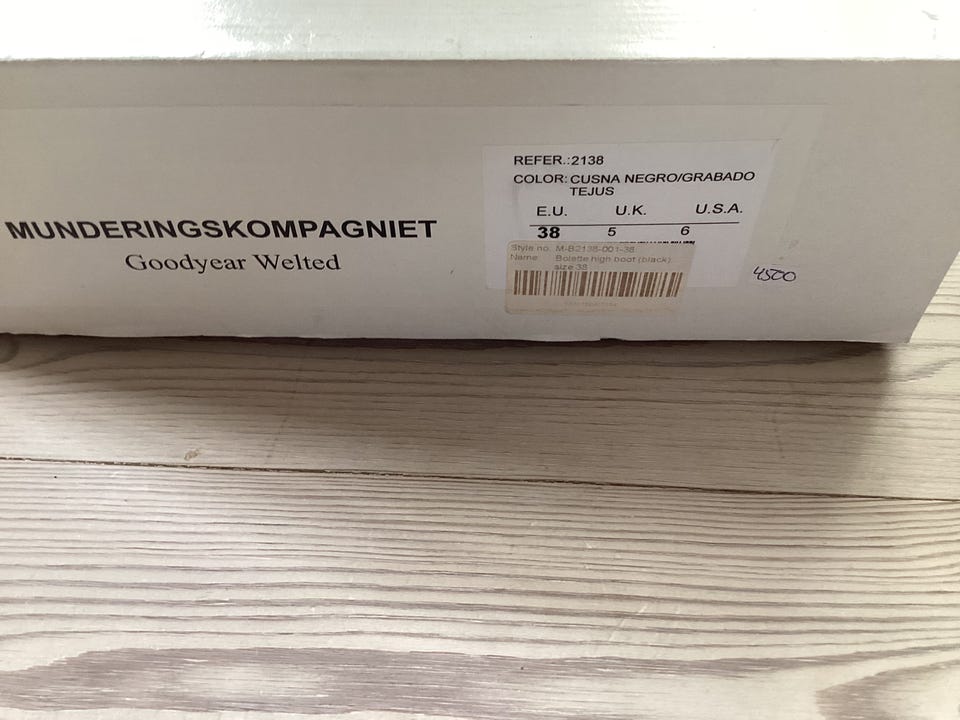 MUNDERINGSKOMPAGNIET
Goodyear Welted
REFER.:2138
COLOR: CUSNA NEGRO/GRABADO
TEJUS
E.U. U.K. U.S.A.
38 5 6
Style no. M-B2138-001-38
Name: Bolette high boot (black)
size 38
4500